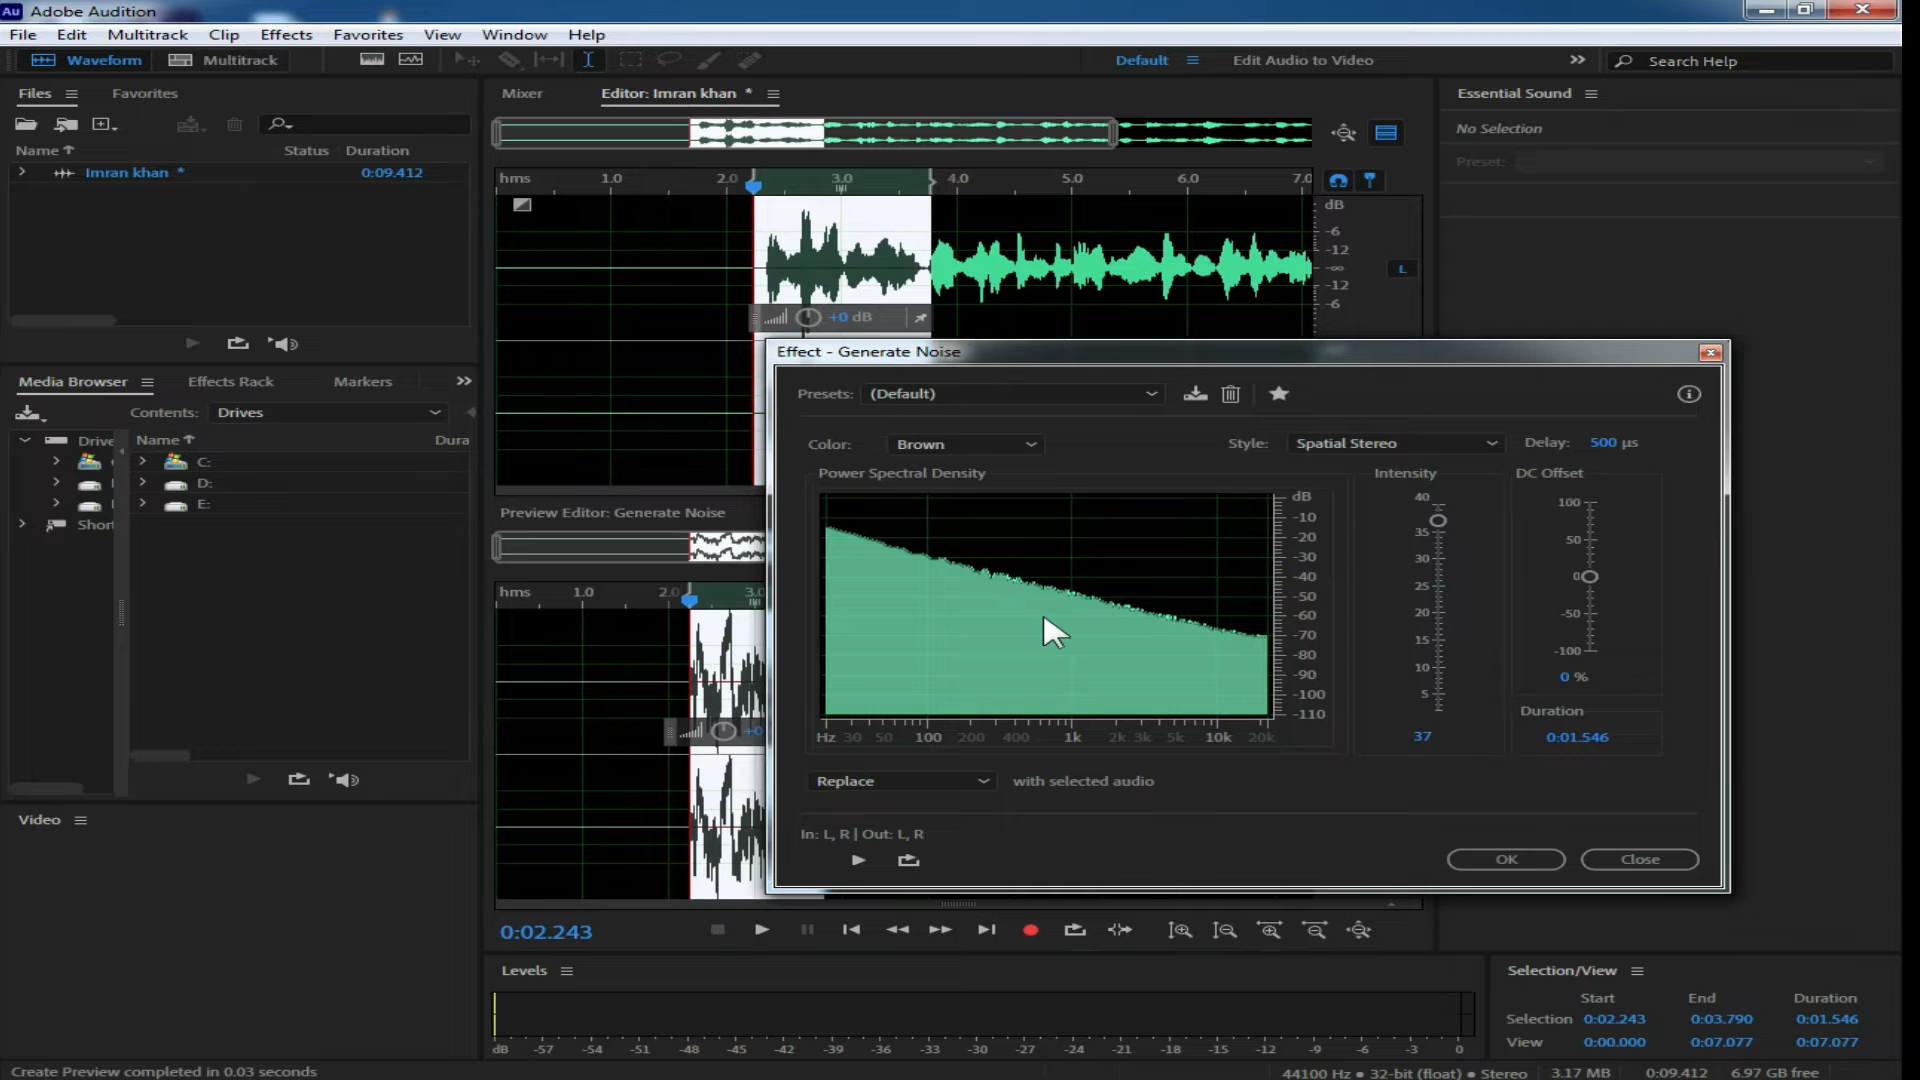 Au Adobe Audition
File Edit Multitrack Clip Effects Favorites View Window Help
Waveform Multitrack Default Edit Audio to Video Search Help
Files Favorites
Name Status Duration
Imran khan * 0:09.412
Mixer Editor: Imran khan *
hms 1.0 2.0 3.0 4.0 5.0 6.0 7.0
dB
-6
-12
-∞
-12
-6
L
+0 dB
Essential Sound
No Selection
Preset:
Media Browser Effects Rack Markers
Contents: Drives
Drive Name Dura
C:
D:
E:
Short
Video
Preview Editor: Generate Noise
hms 1.0 2.0 3.0
+0
Effect - Generate Noise
Presets: (Default)
Color: Brown Style: Spatial Stereo Delay: 500 µs
Power Spectral Density Intensity DC Offset
dB
-10
-20
-30
-40
-50
-60
-70
-80
-90
-100
-110
Hz 30 50 100 200 400 1k 2k 3k 5k 10k 20k
40
35
30
25
20
15
10
5
37
100
50
0
-50
-100
0 %
Duration
0:01.546
Replace with selected audio
In: L, R | Out: L, R
OK Close
0:02.243
Levels
dB -57 -54 -51 -48 -45 -42 -39 -36 -33 -30 -27 -24 -21 -18 -15 -12 -9 -6 -3 0
Selection/View
Start End Duration
Selection 0:02.243 0:03.790 0:01.546
View 0:00.000 0:07.077 0:07.077
Create Preview completed in 0.03 seconds
44100 Hz ● 32-bit (float) ● Stereo 3.17 MB 0:09.412 6.97 GB free